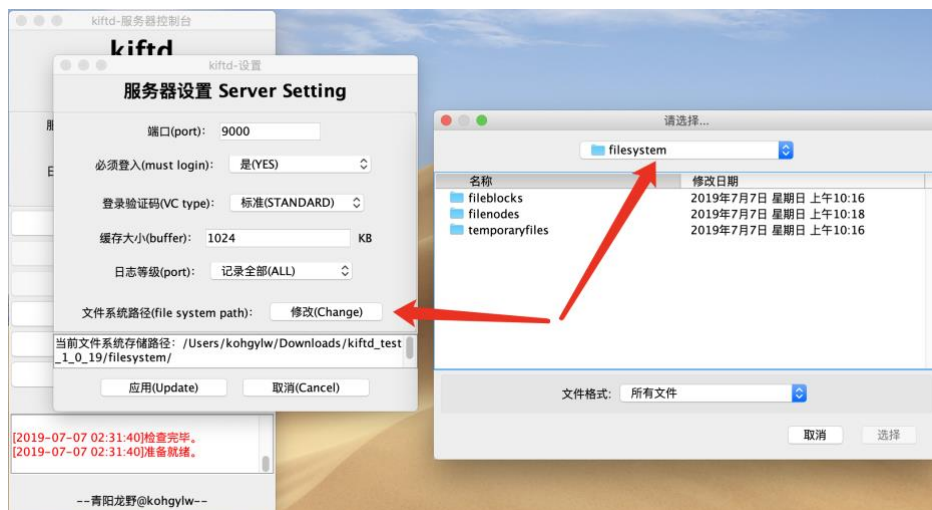 kiftd-服务器控制台
kiftd
kiftd-设置
服务器设置 Server Setting
端口(port)： 9000
必须登入(must login)： 是(YES)
登录验证码(VC type)： 标准(STANDARD)
缓存大小(buffer)： 1024 KB
日志等级(port)： 记录全部(ALL)
文件系统路径(file system path)： 修改(Change)
当前文件系统存储路径：/Users/kohgylw/Downloads/kiftd_test
_1_0_19/filesystem/
应用(Update) 取消(Cancel)
[2019-07-07 02:31:40]检查完毕。
[2019-07-07 02:31:40]准备就绪。
--青阳龙野@kohgylw--
请选择...
filesystem
名称 修改日期
fileblocks 2019年7月7日 星期日 上午10:16
filenodes 2019年7月7日 星期日 上午10:18
temporaryfiles 2019年7月7日 星期日 上午10:16
文件格式: 所有文件
取消 选择